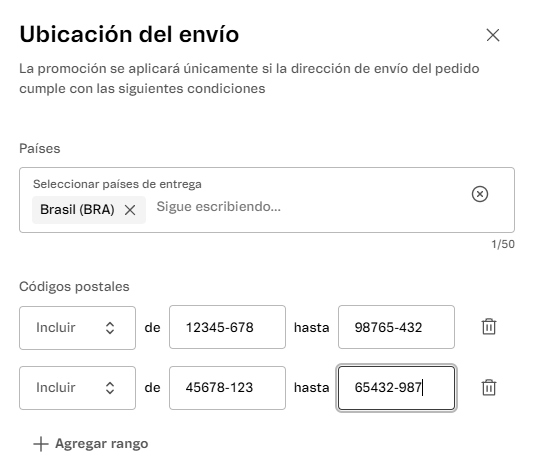 Ubicación del envío
La promoción se aplicará únicamente si la dirección de envío del pedido
cumple con las siguientes condiciones
Países
Seleccionar países de entrega
Brasil (BRA) Sigue escribiendo...
1/50
Códigos postales
Incluir de 12345-678 hasta 98765-432
Incluir de 45678-123 hasta 65432-987
Agregar rango